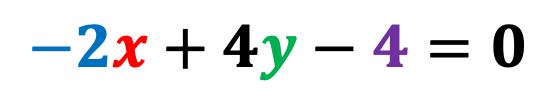 −2x + 4y − 4 = 0